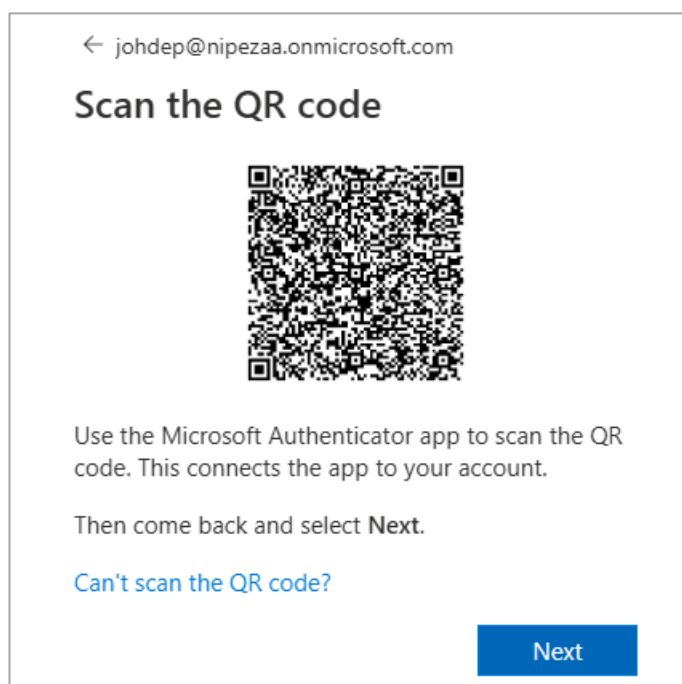 ← johdep@nipezaa.onmicrosoft.com
Scan the QR code
Use the Microsoft Authenticator app to scan the QR
code. This connects the app to your account.
Then come back and select Next.
Can't scan the QR code?
Next